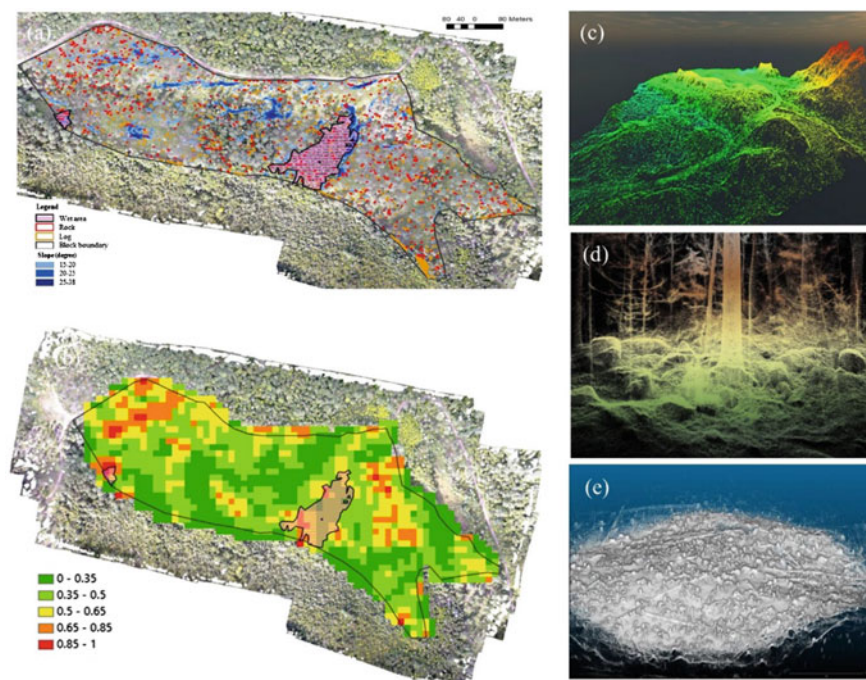 (a)
60 40 0 80 Meters
Legend
Wet area
Rock
Log
Block boundary
Slope (degree)
15-20
20-25
25-38
0 - 0.35
0.35 - 0.5
0.5 - 0.65
0.65 - 0.85
0.85 - 1
(c)
(d)
(e)